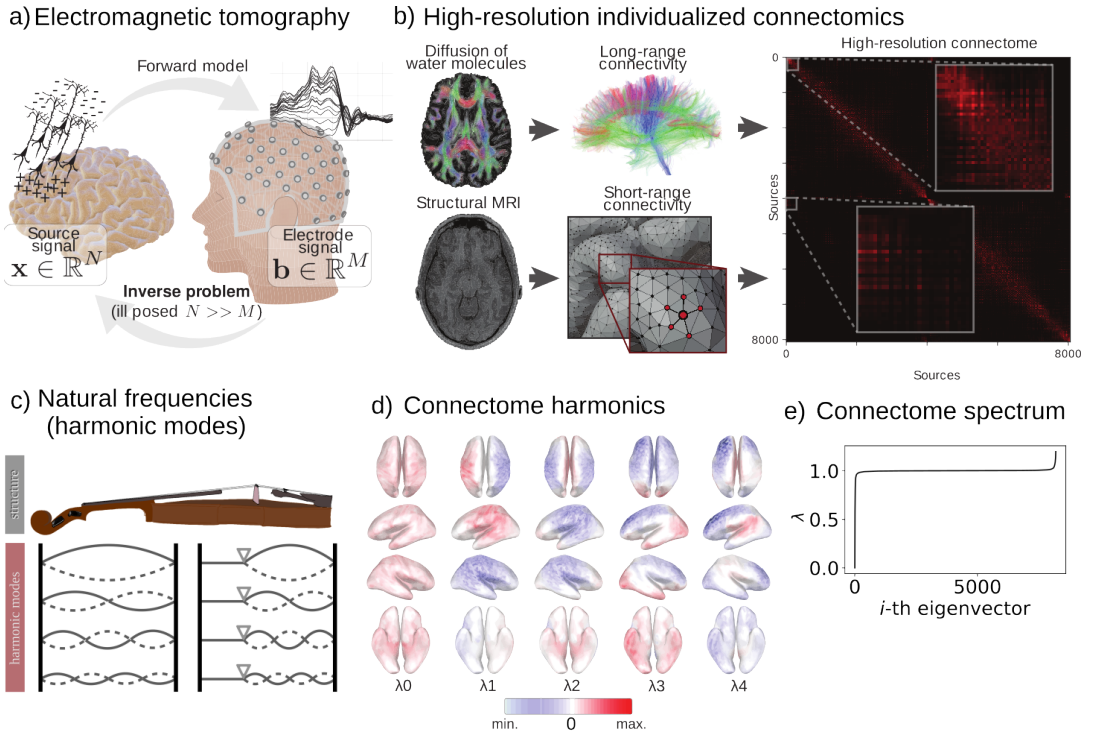 a) Electromagnetic tomography
Forward model
Source
signal
𝐱 ∈ ℝ^N
Electrode
signal
𝐛 ∈ ℝ^M
Inverse problem
(ill posed N >> M)
b) High-resolution individualized connectomics
Diffusion of
water molecules
Long-range
connectivity
Structural MRI
Short-range
connectivity
High-resolution connectome
0
Sources
8000
0
8000
Sources
c) Natural frequencies
(harmonic modes)
structure
harmonic modes
d) Connectome harmonics
λ0 λ1 λ2 λ3 λ4
min. 0 max.
e) Connectome spectrum
1.0
0.5
0.0
λ
0 5000
i-th eigenvector